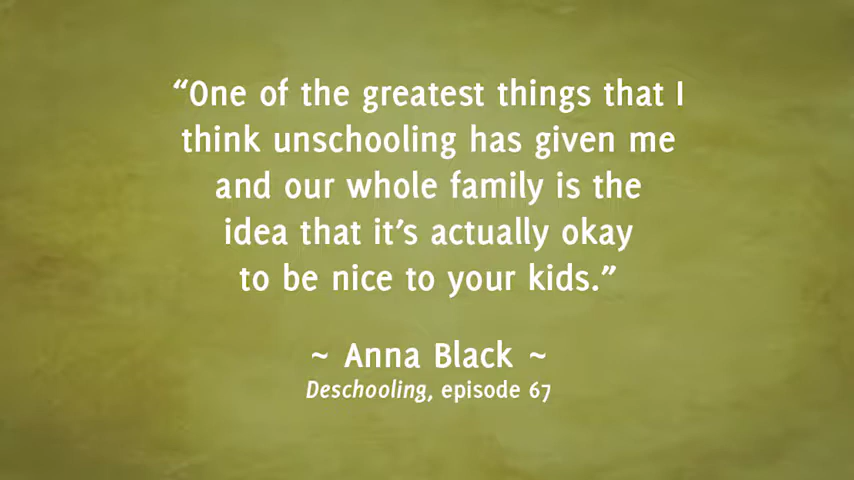 “One of the greatest things that I
think unschooling has given me
and our whole family is the
idea that it’s actually okay
to be nice to your kids.”
~ Anna Black ~
Deschooling, episode 67